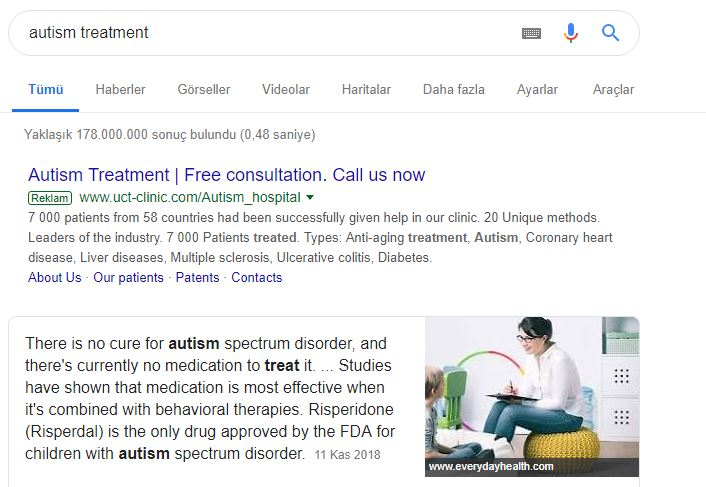 autism treatment
Tümü Haberler Görseller Videolar Haritalar Daha fazla Ayarlar Araçlar
Yaklaşık 178.000.000 sonuç bulundu (0,48 saniye)
Autism Treatment | Free consultation. Call us now
Reklam www.uct-clinic.com/Autism_hospital
7 000 patients from 58 countries had been successfully given help in our clinic. 20 Unique methods.
Leaders of the industry. 7 000 Patients treated. Types: Anti-aging treatment, Autism, Coronary heart
disease, Liver diseases, Multiple sclerosis, Ulcerative colitis, Diabetes.
About Us · Our patients · Patents · Contacts
There is no cure for autism spectrum disorder, and
there's currently no medication to treat it. ... Studies
have shown that medication is most effective when
it's combined with behavioral therapies. Risperidone
(Risperdal) is the only drug approved by the FDA for
children with autism spectrum disorder. 11 Kas 2018
www.everydayhealth.com